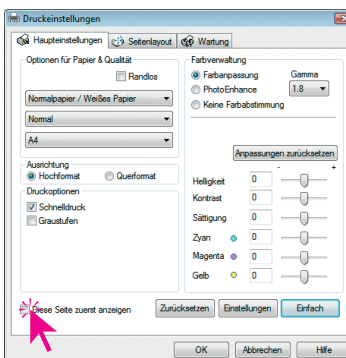 Druckeinstellungen
Haupteinstellungen Seitenlayout Wartung
Optionen für Papier & Qualität
Randlos
Normalpapier / Weißes Papier
Normal
A4
Ausrichtung
Hochformat Querformat
Druckoptionen
Schnelldruck
Graustufen
Farbverwaltung
Farbanpassung
PhotoEnhance
Keine Farbabstimmung
Gamma
1.8
Anpassungen zurücksetzen
- +
Helligkeit 0
Kontrast 0
Sättigung 0
Zyan 0
Magenta 0
Gelb 0
Diese Seite zuerst anzeigen
Zurücksetzen Einstellungen Einfach
OK Abbrechen Hilfe